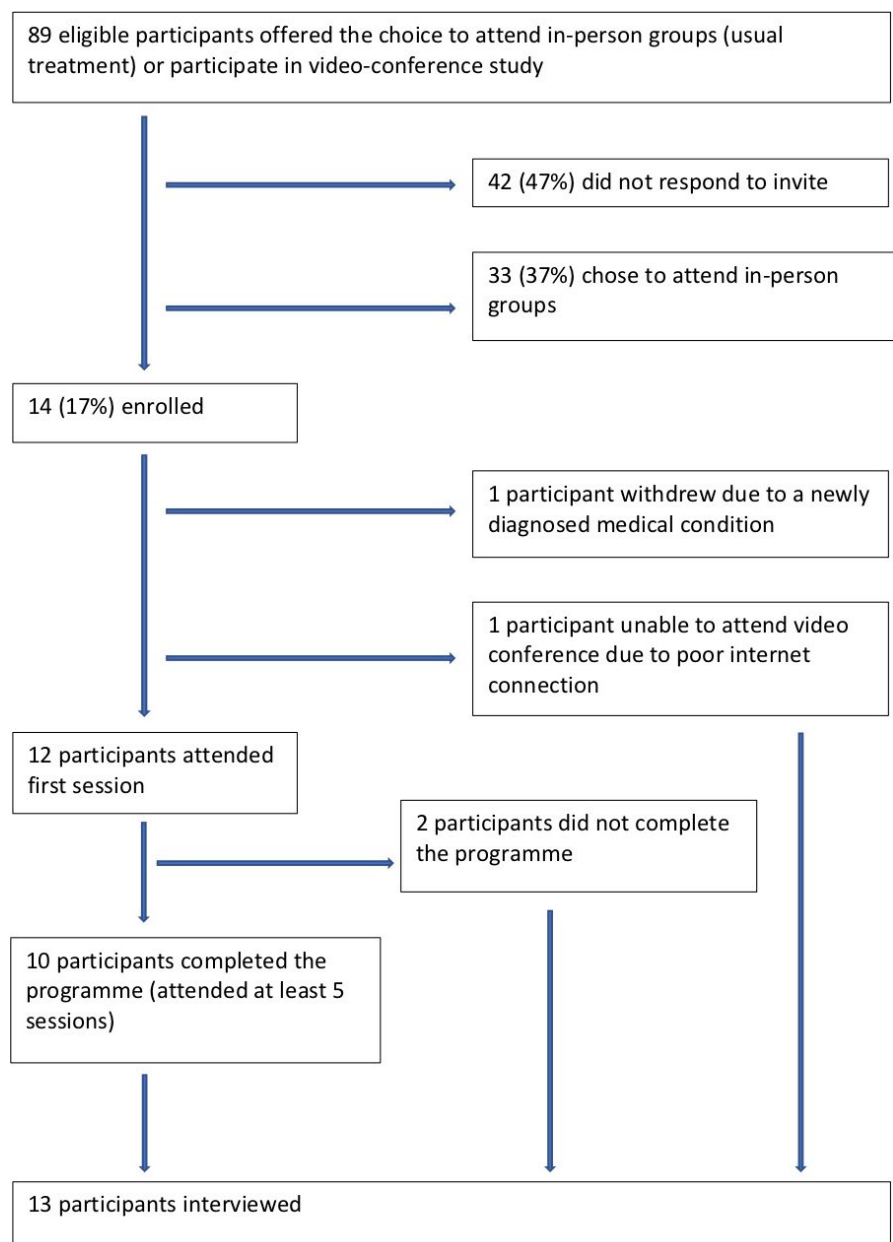 89 eligible participants offered the choice to attend in-person groups (usual
treatment) or participate in video-conference study
42 (47%) did not respond to invite
33 (37%) chose to attend in-person
groups
14 (17%) enrolled
1 participant withdrew due to a newly
diagnosed medical condition
1 participant unable to attend video
conference due to poor internet
connection
12 participants attended
first session
2 participants did not complete
the programme
10 participants completed the
programme (attended at least 5
sessions)
13 participants interviewed